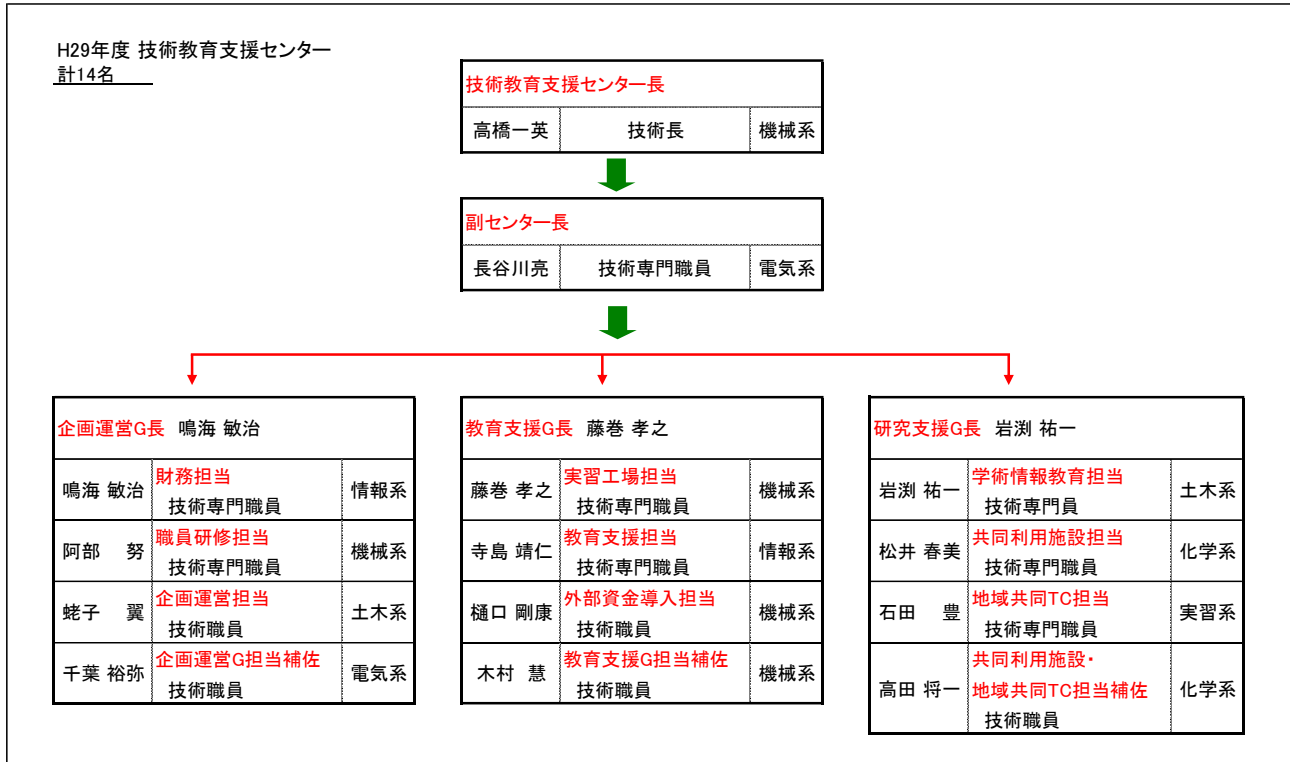 H29年度 技術教育支援センター
計14名
技術教育支援センター長
高橋一英 技術長 機械系
副センター長
長谷川亮 技術専門職員 電気系
企画運営G長 鳴海 敏治
鳴海 敏治 財務担当 技術専門職員 情報系
阿部 努 職員研修担当 技術専門職員 機械系
蛯子 翼 企画運営担当 技術職員 土木系
千葉 裕弥 企画運営G担当補佐 技術職員 電気系
教育支援G長 藤巻 孝之
藤巻 孝之 実習工場担当 技術専門職員 機械系
寺島 靖仁 教育支援担当 技術専門職員 情報系
樋口 剛康 外部資金導入担当 技術職員 機械系
木村 慧 教育支援G担当補佐 技術職員 機械系
研究支援G長 岩渕 祐一
岩渕 祐一 学術情報教育担当 技術専門員 土木系
松井 春美 共同利用施設担当 技術専門職員 化学系
石田 豊 地域共同TC担当 技術専門職員 実習系
高田 将一 共同利用施設・地域共同TC担当補佐 技術職員 化学系